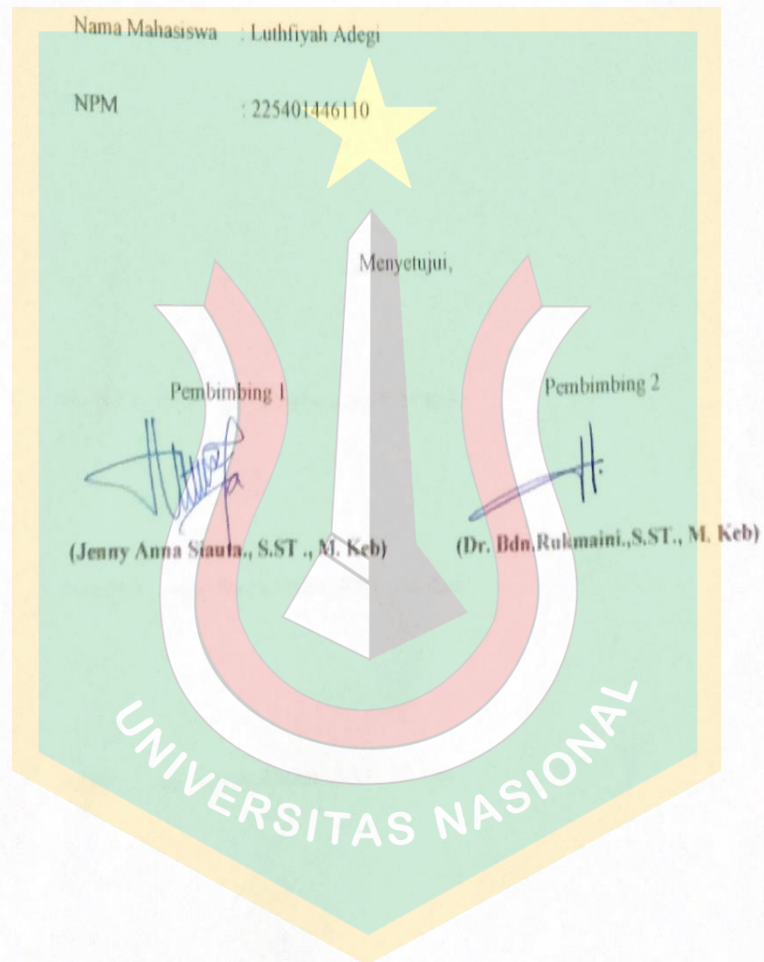 Nama Mahasiswa : Luthfiyah Adegi
NPM : 225401446110
Menyetujui,
Pembimbing 1 Pembimbing 2
(Jenny Anna Siauta., S.ST ., M. Keb) (Dr. Bdn.Rukmaini.,S.ST., M. Keb)
UNIVERSITAS NASIONAL